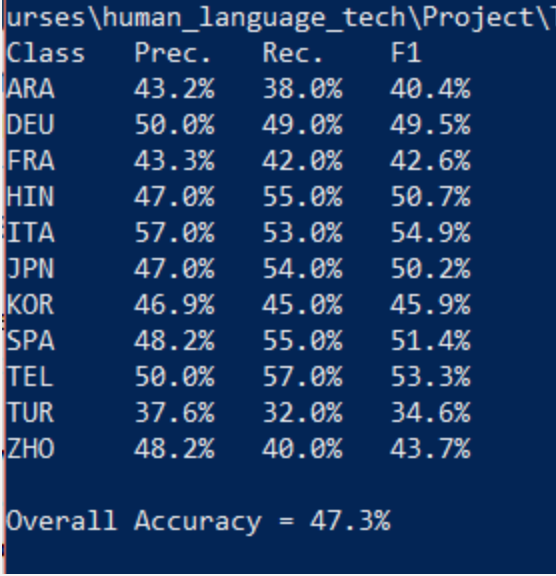 urses\human_language_tech\Project\
Class Prec. Rec. F1
ARA 43.2% 38.0% 40.4%
DEU 50.0% 49.0% 49.5%
FRA 43.3% 42.0% 42.6%
HIN 47.0% 55.0% 50.7%
ITA 57.0% 53.0% 54.9%
JPN 47.0% 54.0% 50.2%
KOR 46.9% 45.0% 45.9%
SPA 48.2% 55.0% 51.4%
TEL 50.0% 57.0% 53.3%
TUR 37.6% 32.0% 34.6%
ZHO 48.2% 40.0% 43.7%
Overall Accuracy = 47.3%